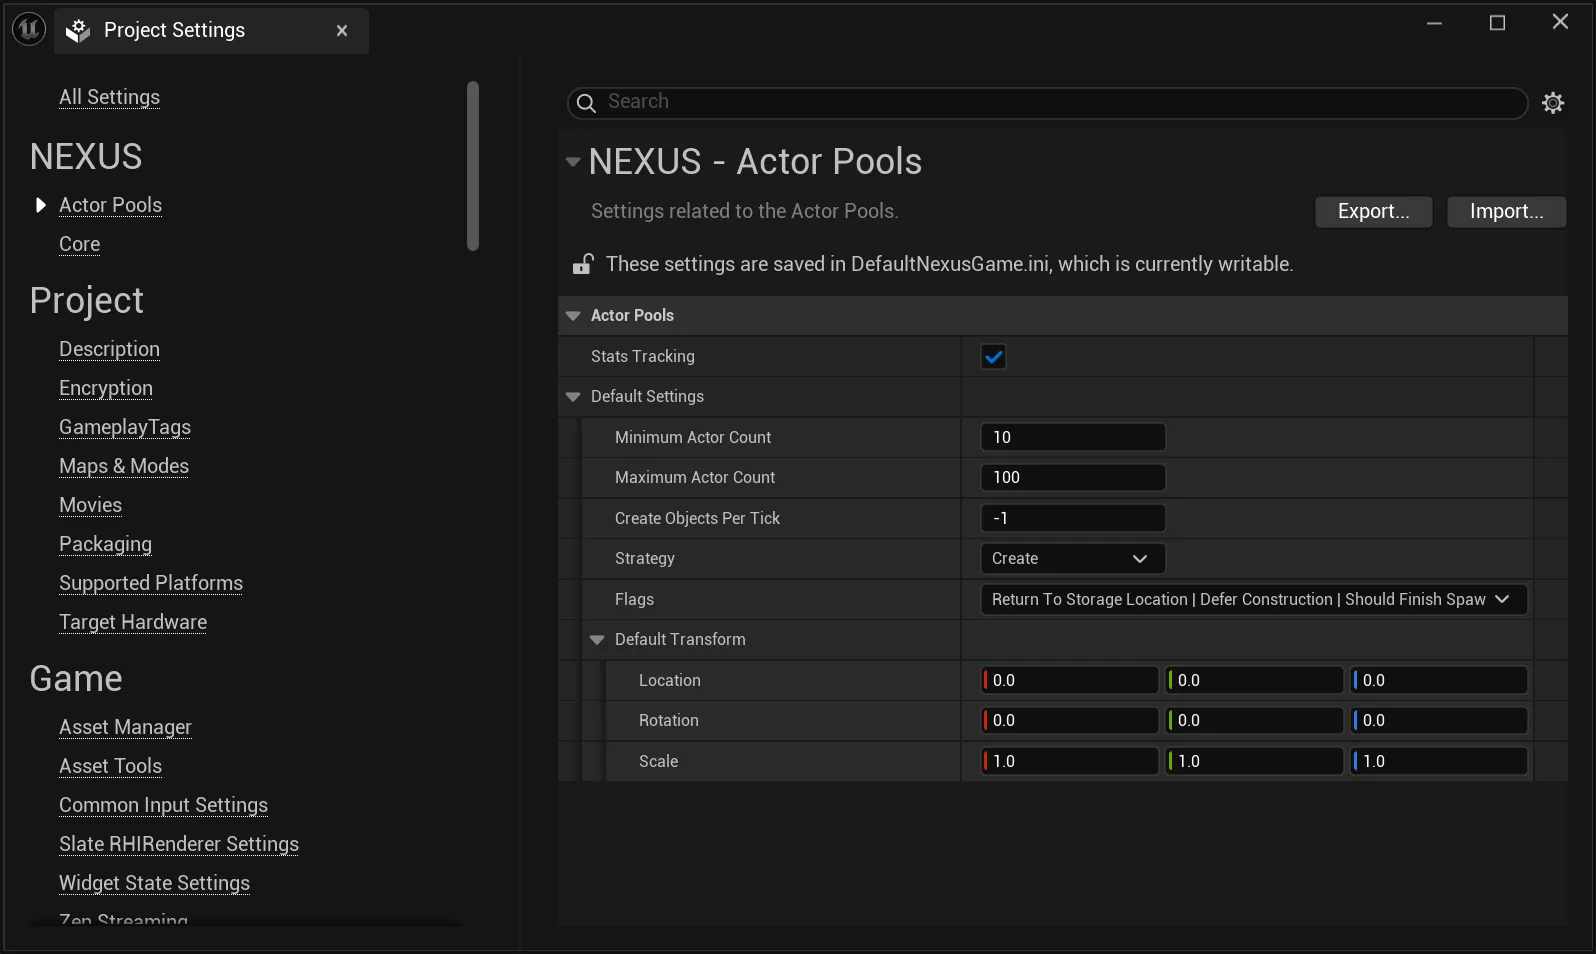 Project Settings
All Settings
NEXUS
Actor Pools
Core
Project
Description
Encryption
GameplayTags
Maps & Modes
Movies
Packaging
Supported Platforms
Target Hardware
Game
Asset Manager
Asset Tools
Common Input Settings
Slate RHIRenderer Settings
Widget State Settings
Zen Streaming
Search
NEXUS - Actor Pools
Settings related to the Actor Pools.
Export...
Import...
These settings are saved in DefaultNexusGame.ini, which is currently writable.
Actor Pools
Stats Tracking
Default Settings
Minimum Actor Count 10
Maximum Actor Count 100
Create Objects Per Tick -1
Strategy Create
Flags Return To Storage Location | Defer Construction | Should Finish Spaw
Default Transform
Location 0.0 0.0 0.0
Rotation 0.0 0.0 0.0
Scale 1.0 1.0 1.0